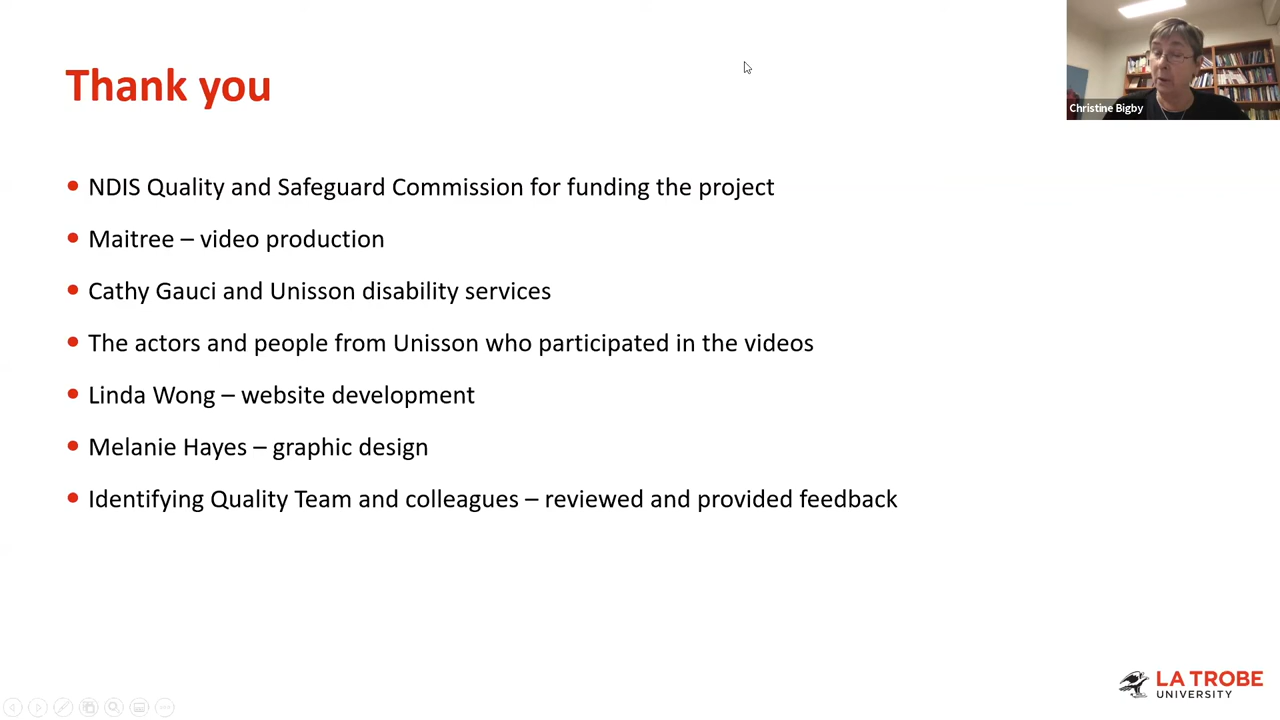 Thank you
Christine Bigby
• NDIS Quality and Safeguard Commission for funding the project
• Maitree – video production
• Cathy Gauci and Unisson disability services
• The actors and people from Unisson who participated in the videos
• Linda Wong – website development
• Melanie Hayes – graphic design
• Identifying Quality Team and colleagues – reviewed and provided feedback
LA TROBE
UNIVERSITY